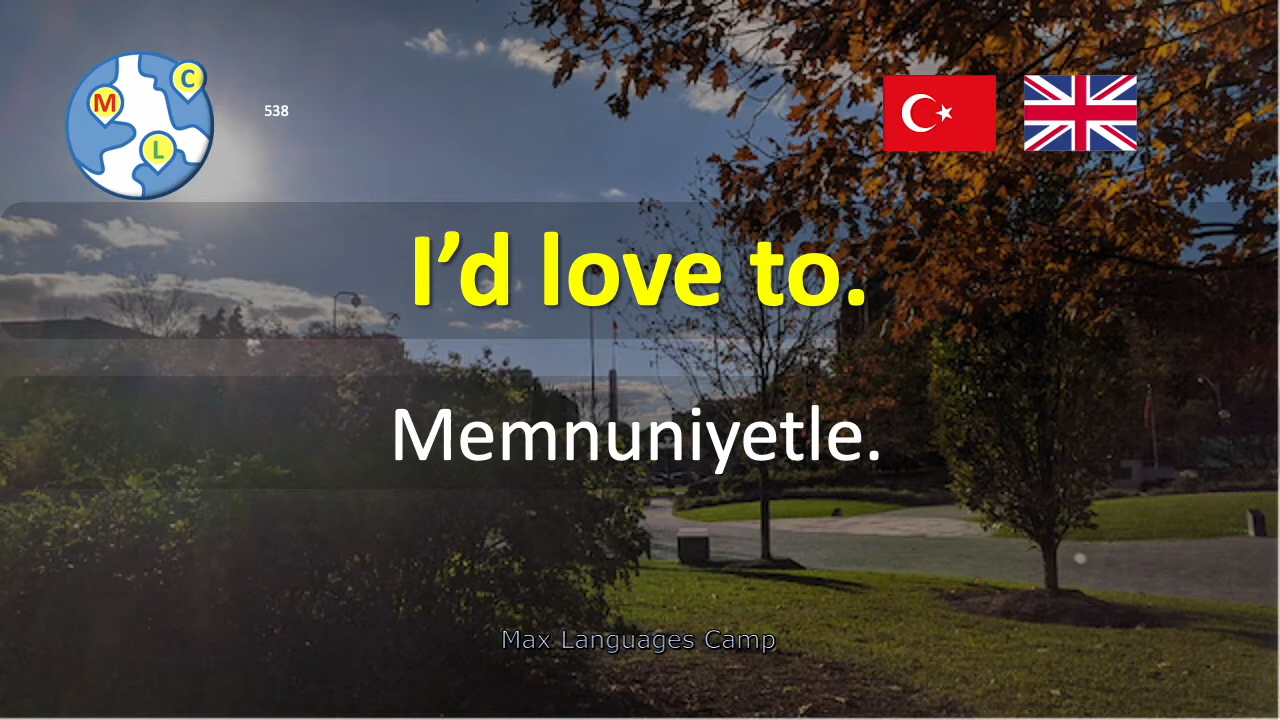 M
C
L
538
I’d love to.
Memnuniyetle.
Max Languages Camp